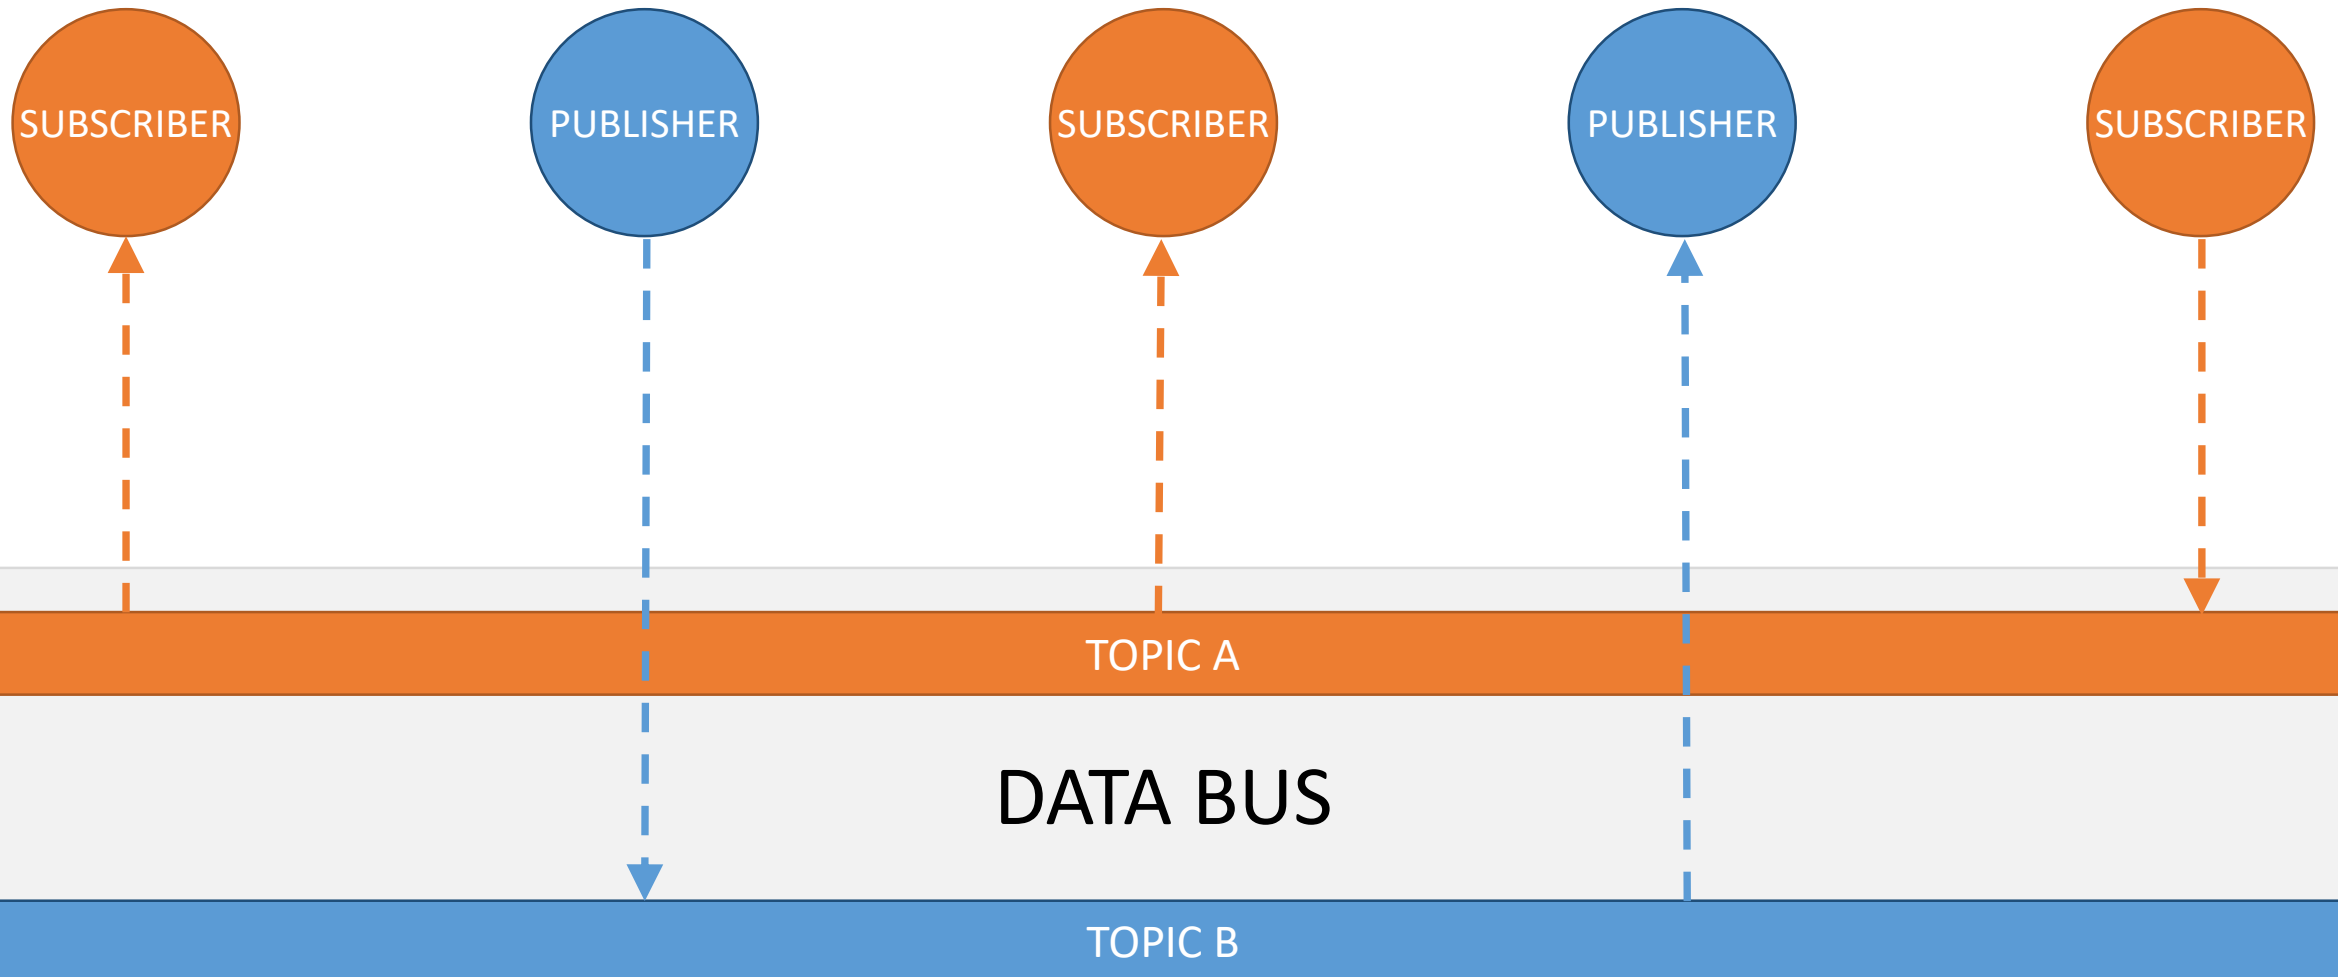 SUBSCRIBER
PUBLISHER
SUBSCRIBER
PUBLISHER
SUBSCRIBER
TOPIC A
DATA BUS
TOPIC B